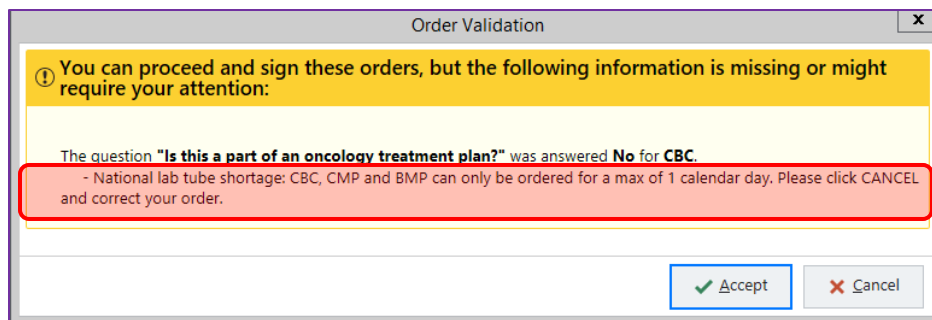 Order Validation
x
You can proceed and sign these orders, but the following information is missing or might
require your attention:
The question "Is this a part of an oncology treatment plan?" was answered No for CBC.
- National lab tube shortage: CBC, CMP and BMP can only be ordered for a max of 1 calendar day. Please click CANCEL
and correct your order.
Accept
Cancel